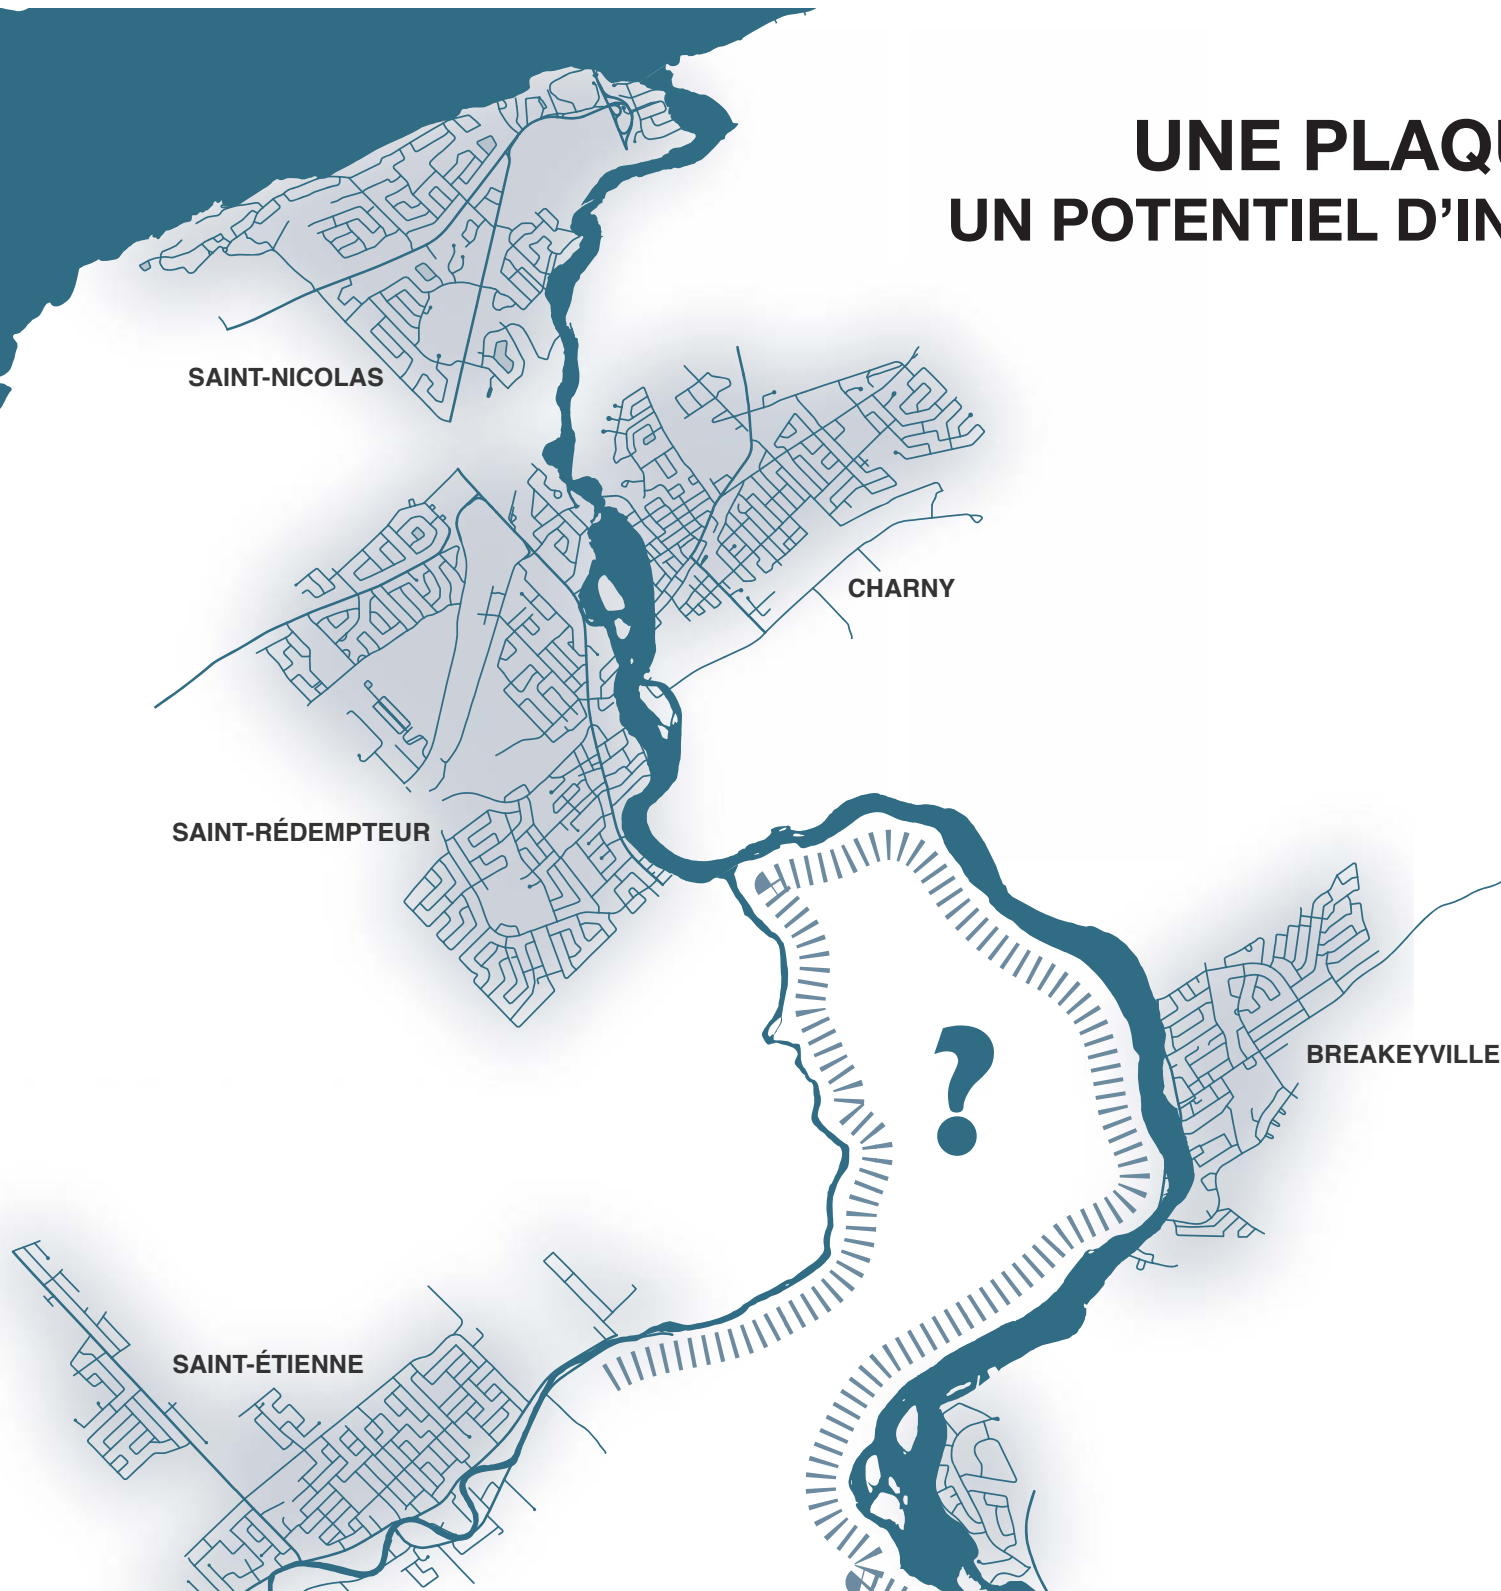 UNE PLAQU
UN POTENTIEL D'IN
SAINT-NICOLAS
CHARNY
SAINT-RÉDEMPTEUR
BREAKEYVILLE
?
SAINT-ÉTIENNE